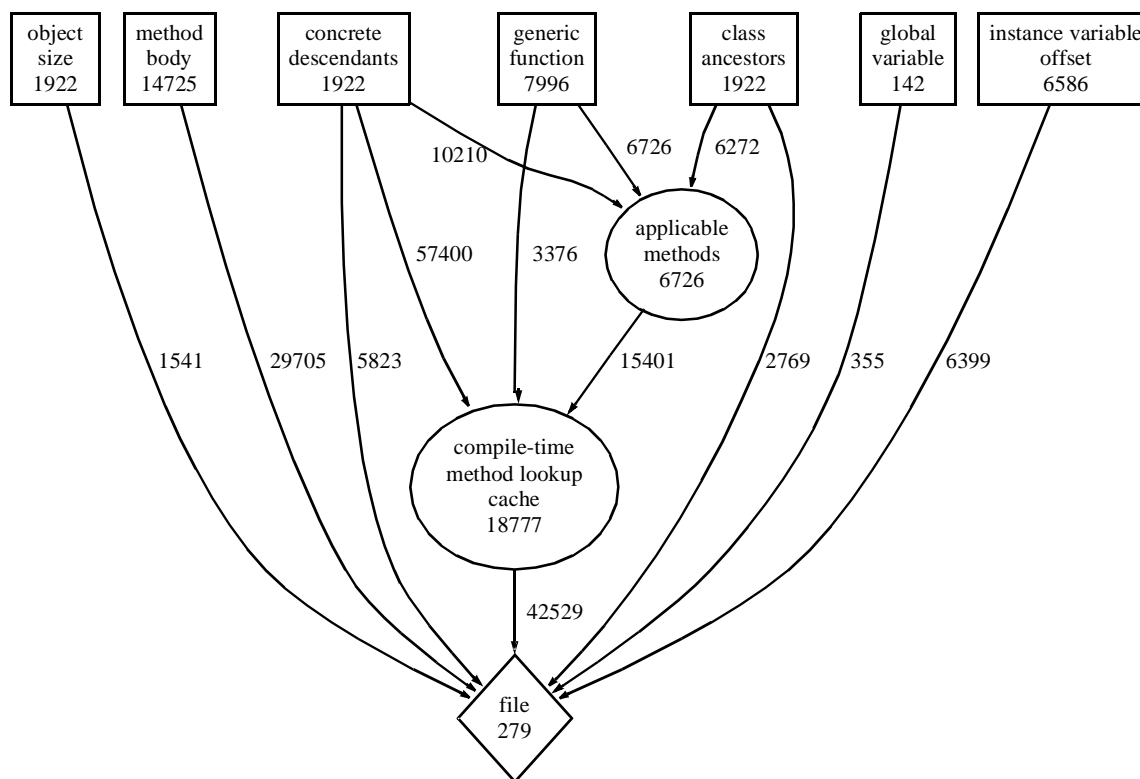 object
size
1922
method
body
14725
concrete
descendants
1922
generic
function
7996
class
ancestors
1922
global
variable
142
instance variable
offset
6586
10210
6726
6272
applicable
methods
6726
57400
3376
1541
29705
5823
15401
2769
355
6399
compile-time
method lookup
cache
18777
42529
file
279